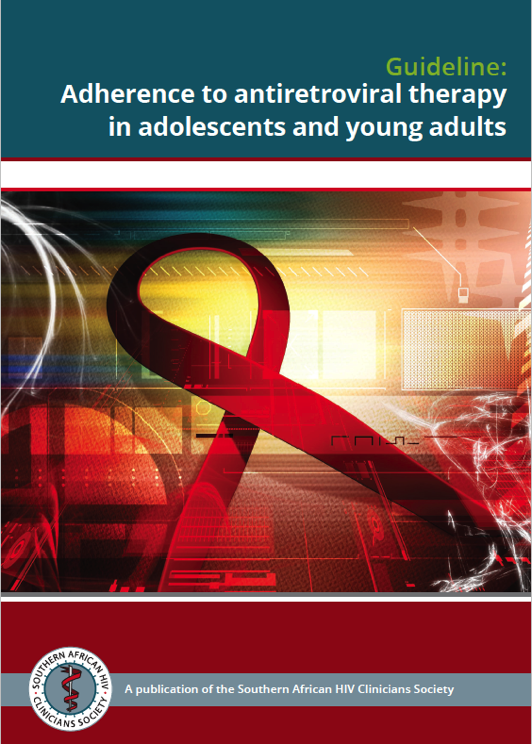 Guideline:
Adherence to antiretroviral therapy
in adolescents and young adults
SOUTHERN AFRICAN HIV
CLINICIANS SOCIETY
A publication of the Southern African HIV Clinicians Society